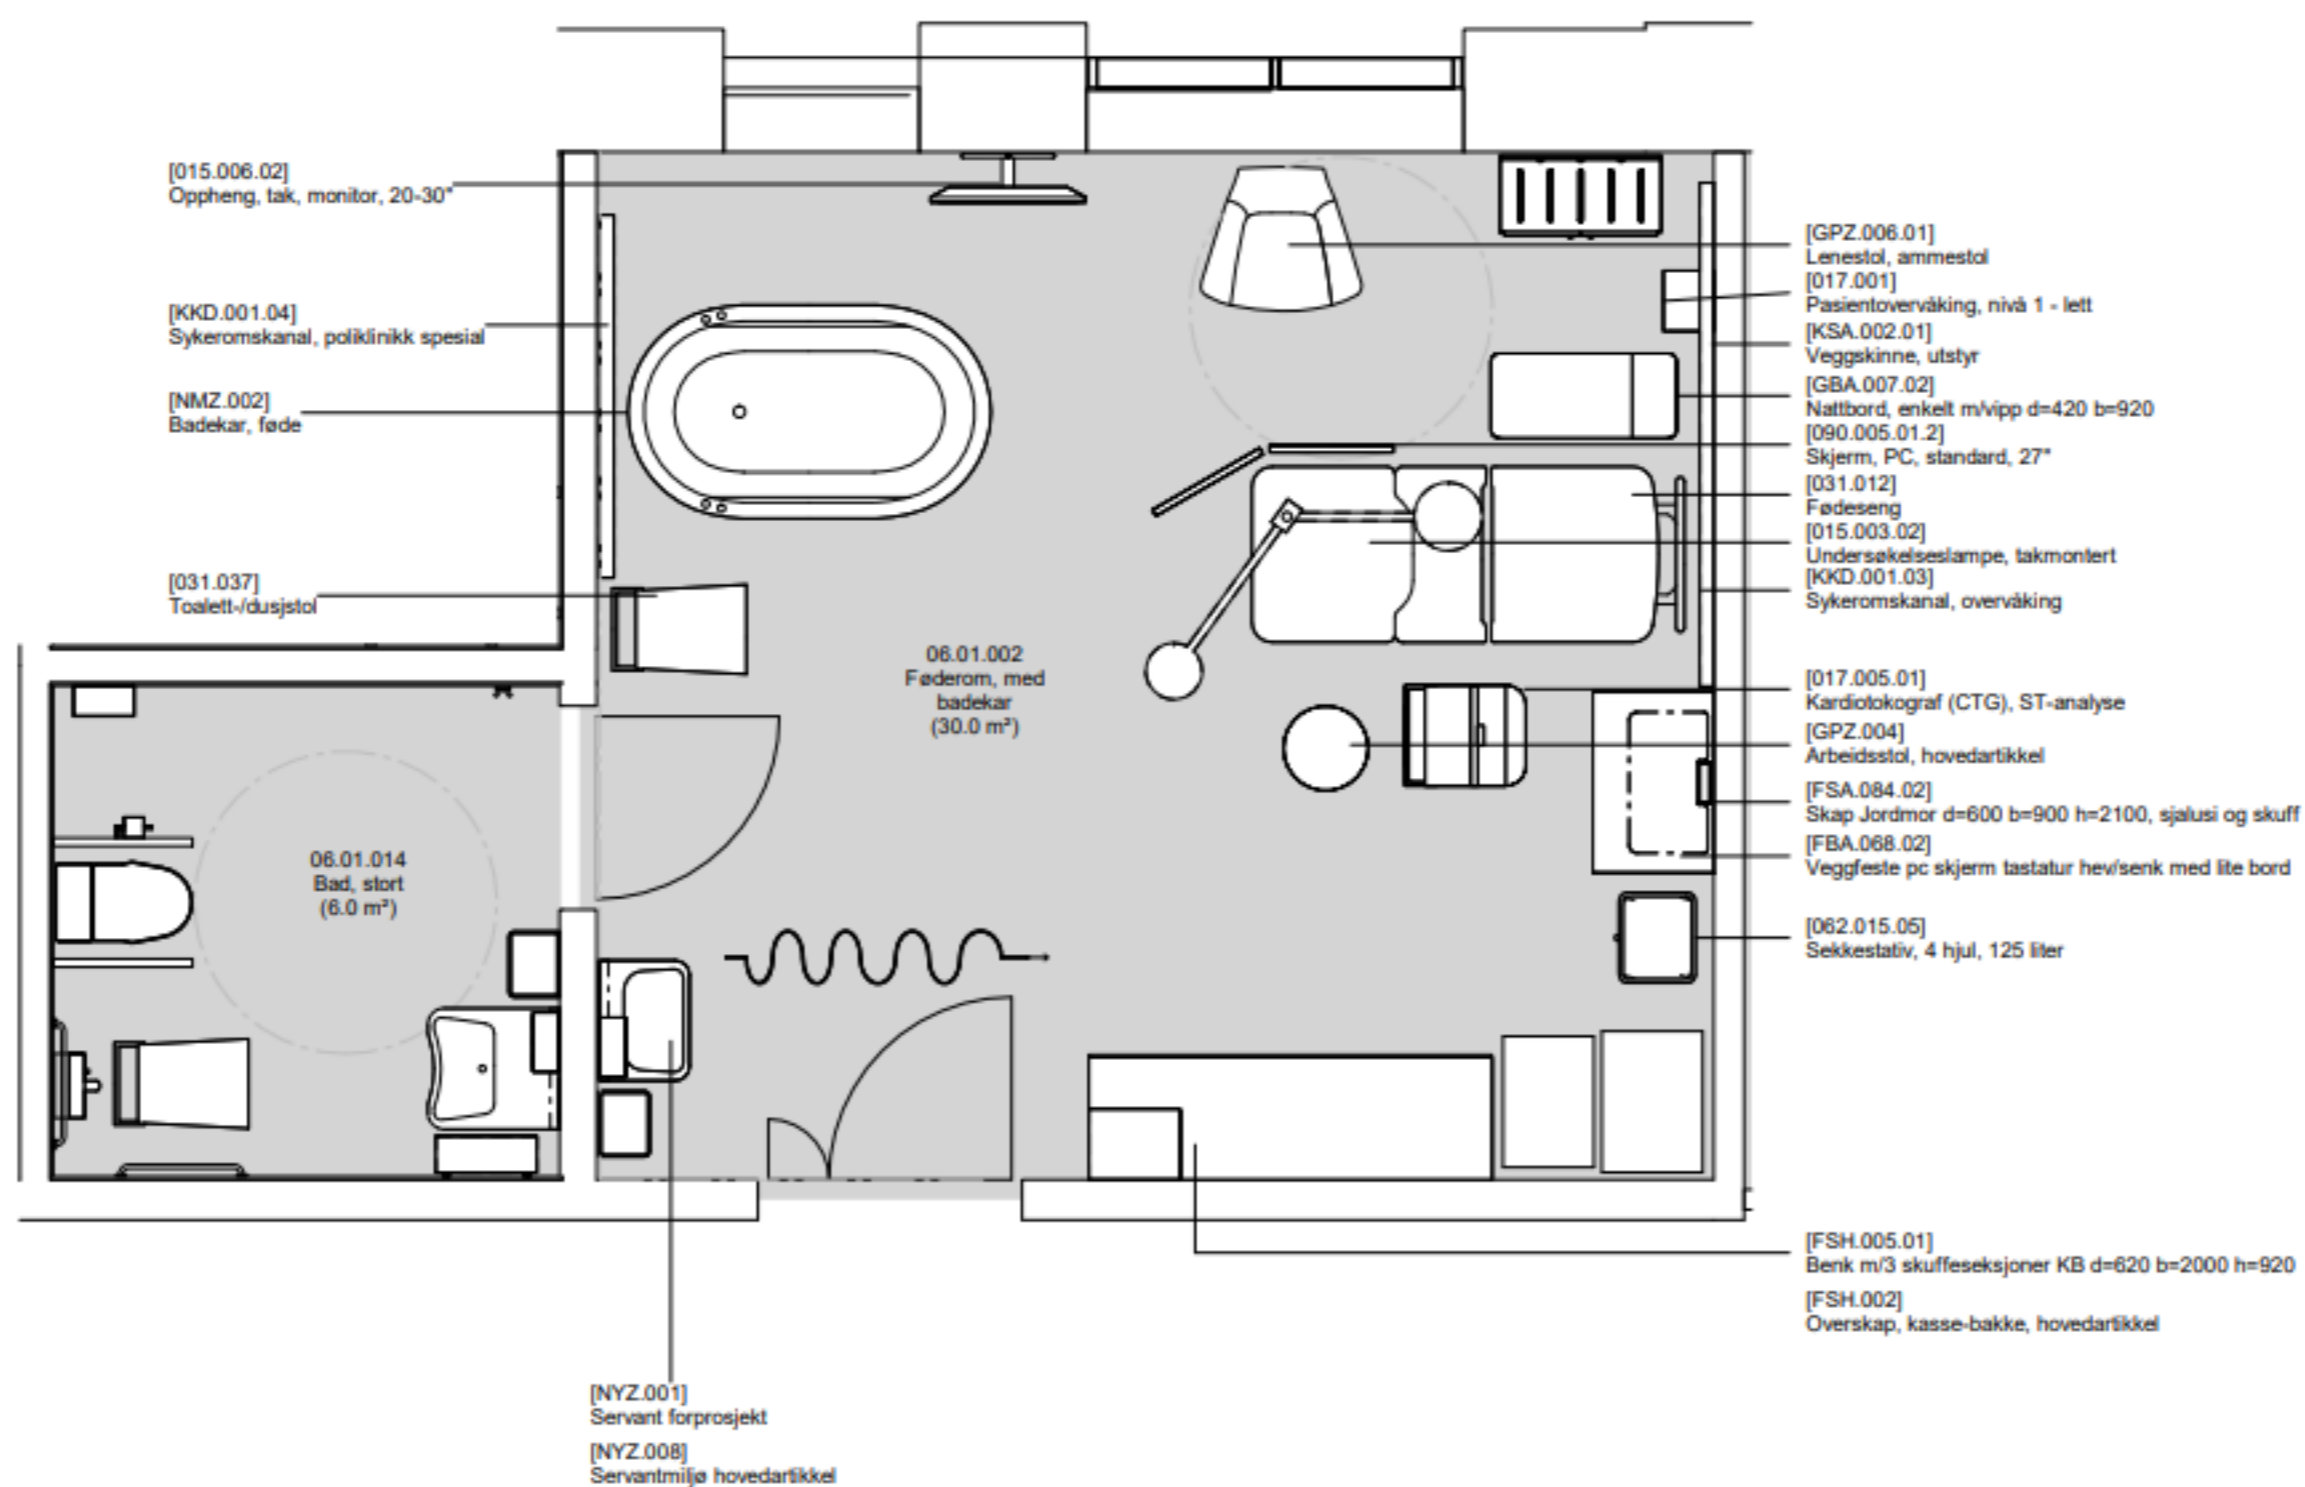 [015.006.02]
Oppheng, tak, monitor, 20-30"
[KKD.001.04]
Sykeromskanal, poliklinikk spesial
[NMZ.002]
Badekar, føde
[031.037]
Toalett-/dusjstol
06.01.002
Føderom, med
badekar
(30.0 m²)
06.01.014
Bad, stort
(6.0 m²)
[GPZ.006.01]
Lenestol, ammestol
[017.001]
Pasientovervåking, nivå 1 - lett
[KSA.002.01]
Veggskinne, utstyr
[GBA.007.02]
Nattbord, enkelt m/vipp d=420 b=920
[090.005.01.2]
Skjerm, PC, standard, 27"
[031.012]
Fødeseng
[015.003.02]
Undersøkelseslampe, takmontert
[KKD.001.03]
Sykeromskanal, overvåking
[017.005.01]
Kardiotokograf (CTG), ST-analyse
[GPZ.004]
Arbeidsstol, hovedartikkel
[FSA.084.02]
Skap Jordmor d=600 b=900 h=2100, sjalusi og skuff
[FBA.068.02]
Veggfeste pc skjerm tastatur hev/senk med lite bord
[062.015.05]
Sekkestativ, 4 hjul, 125 liter
[FSH.005.01]
Benk m/3 skuffeseksjoner KB d=620 b=2000 h=920
[FSH.002]
Overskap, kasse-bakke, hovedartikkel
[NYZ.001]
Servant forprosjekt
[NYZ.008]
Servantmiljø hovedartikkel